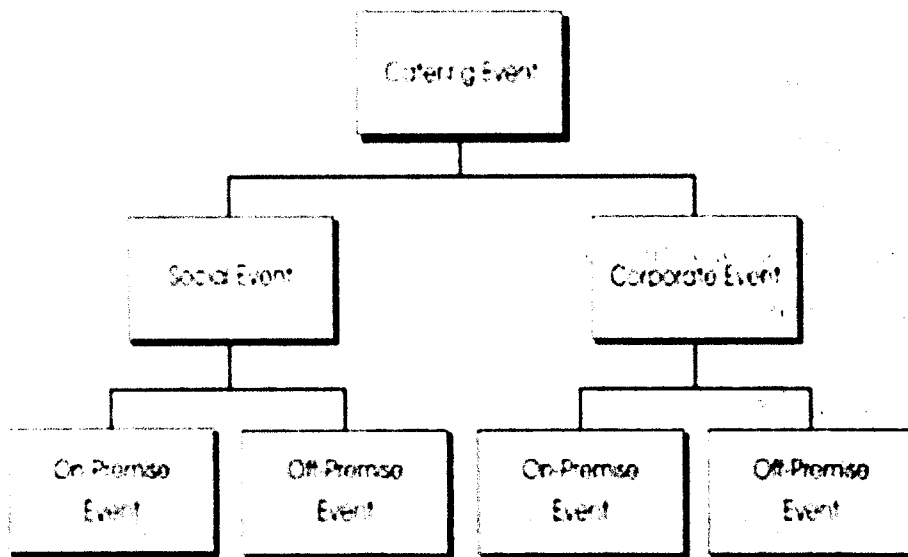 Catering Event
Social Event
Corporate Event
On-Premise
Event
Off-Premise
Event
On-Premise
Event
Off-Premise
Event